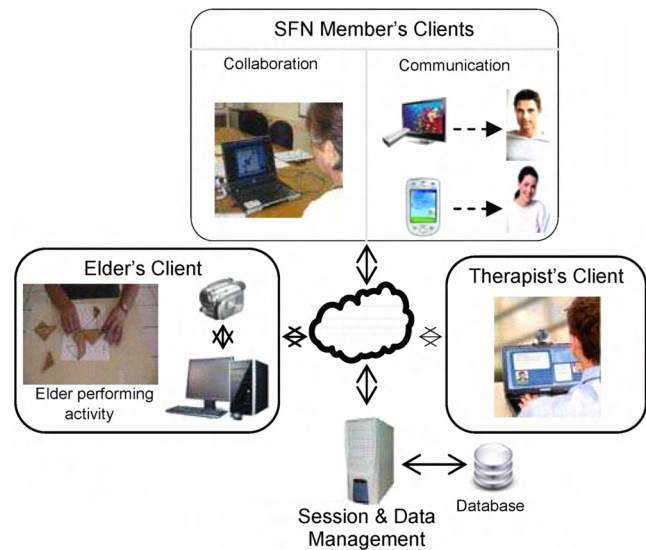 SFN Member's Clients
Collaboration
Communication
Elder's Client
Elder performing
activity
Therapist's Client
Session & Data
Management
Database